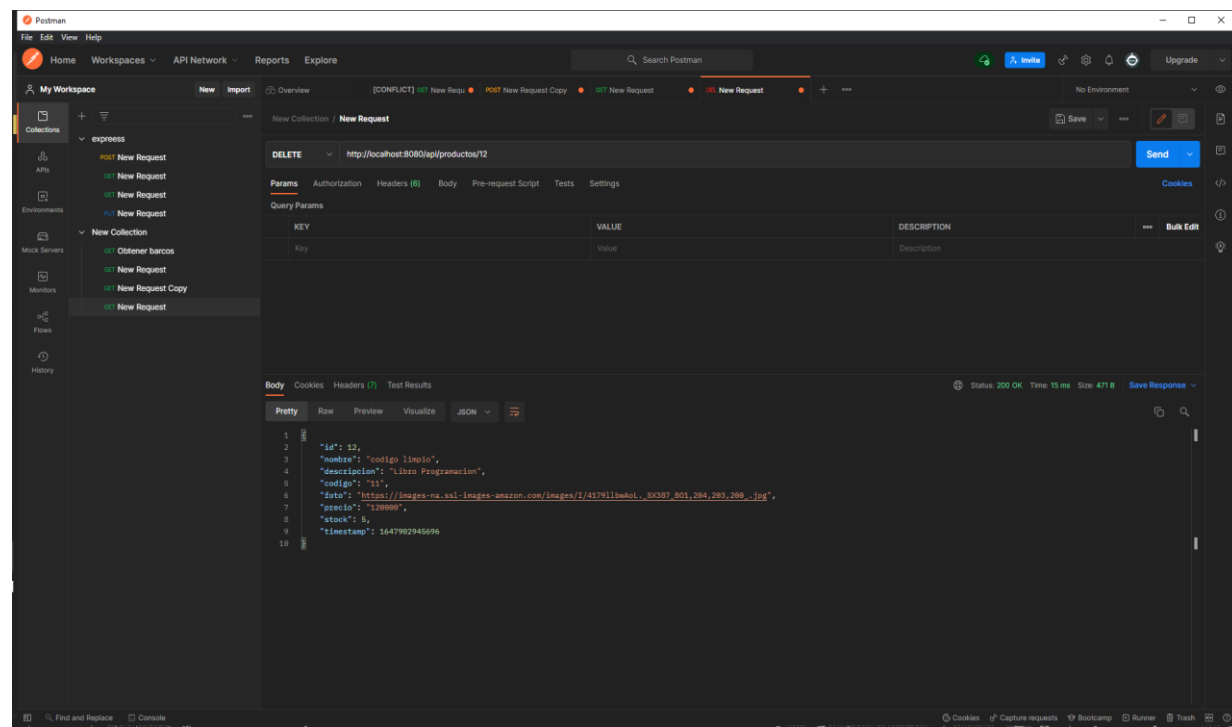 Postman
File Edit View Help
Home Workspaces API Network Reports Explore Search Postman Invite Upgrade
My Workspace New Import Overview [CONFLICT] GET New Requ POST New Request Copy GET New Request DEL New Request No Environment
Collections
APIs
Environments
Mock Servers
Monitors
Flows
History
expreess
POST New Request
GET New Request
GET New Request
PUT New Request
New Collection
GET Obtener barcos
GET New Request
GET New Request Copy
GET New Request
New Collection / New Request Save
DELETE http://localhost:8080/api/productos/12 Send
Params Authorization Headers (6) Body Pre-request Script Tests Settings Cookies
Query Params
KEY VALUE DESCRIPTION Bulk Edit
Key Value Description
Body Cookies Headers (7) Test Results Status: 200 OK Time: 15 ms Size: 471 B Save Response
Pretty Raw Preview Visualize JSON
1 {
2 "id": 12,
3 "nombre": "codigo limpio",
4 "descripcion": "Libro Programacion",
5 "codigo": "11",
6 "foto": "https://images-na.ssl-images-amazon.com/images/I/4179llbwAoL._SX387_BO1,204,203,200_.jpg",
7 "precio": "120000",
8 "stock": 5,
9 "timestamp": 1647902945696
10 }
Find and Replace Console Cookies Capture requests Bootcamp Runner Trash